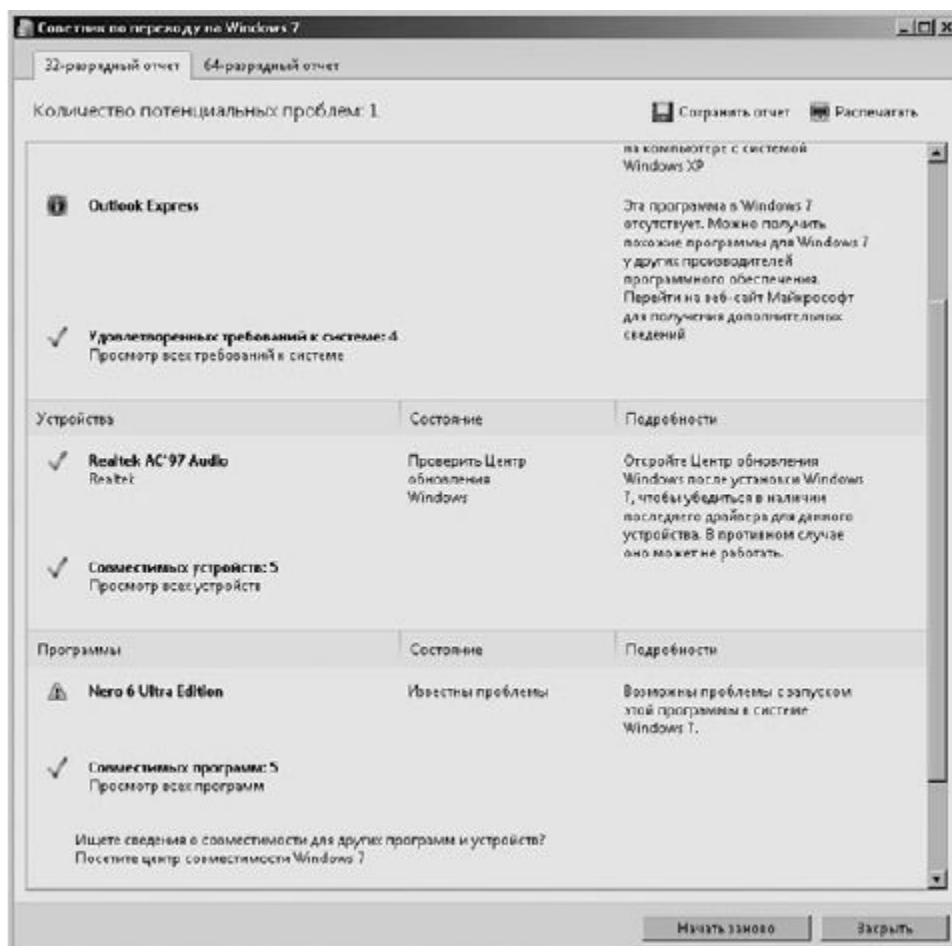 Советник по переходу на Windows 7
32-разрядный отчет 64-разрядный отчет
Количество потенциальных проблем: 1
Сохранить отчет Распечатать
на компьютере с системой
Windows XP
Outlook Express
Эта программа в Windows 7
отсутствует. Можно получить
похожие программы для Windows 7
у других производителей
программного обеспечения.
Перейти на веб-сайт Майкрософт
для получения дополнительных
сведений
Удовлетворенных требований к системе: 4
Просмотр всех требований к системе
Устройства Состояние Подробности
Realtek AC'97 Audio
Realtek
Проверить Центр
обновления
Windows
Откройте Центр обновления
Windows после установки Windows
7, чтобы убедиться в наличии
последнего драйвера для данного
устройства. В противном случае
оно может не работать.
Совместимых устройств: 5
Просмотр всех устройств
Программы Состояние Подробности
Nero 6 Ultra Edition
Известны проблемы
Возможны проблемы с запуском
этой программы в системе
Windows 7.
Совместимых программ: 5
Просмотр всех программ
Ищете сведения о совместимости для других программ и устройств?
Посетите центр совместимости Windows 7
Начать заново Закрыть